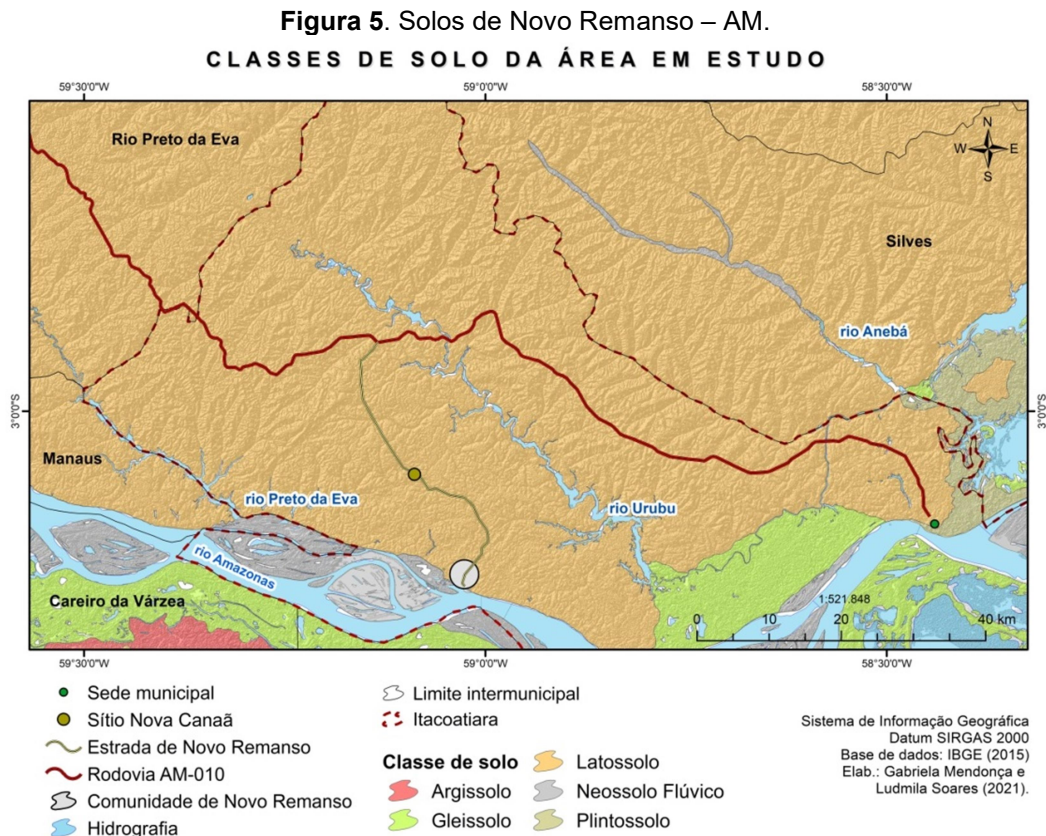 Figura 5. Solos de Novo Remanso – AM.
CLASSES DE SOLO DA ÁREA EM ESTUDO
59°30'0"W
59°0'0"W
58°30'0"W
Rio Preto da Eva
N
W E
S
Silves
rio Anebá
3°0'0"S
3°0'0"S
Manaus
rio Preto da Eva
rio Urubu
rio Amazonas
Careiro da Várzea
1:521.848
0 10 20 40 km
59°30'0"W
59°0'0"W
58°30'0"W
Sede municipal
Sítio Nova Canaã
Estrada de Novo Remanso
Rodovia AM-010
Comunidade de Novo Remanso
Hidrografia
Limite intermunicipal
Itacoatiara
Classe de solo
Argissolo
Gleissolo
Latossolo
Neossolo Flúvico
Plintossolo
Sistema de Informação Geográfica
Datum SIRGAS 2000
Base de dados: IBGE (2015)
Elab.: Gabriela Mendonça e
Ludmila Soares (2021).